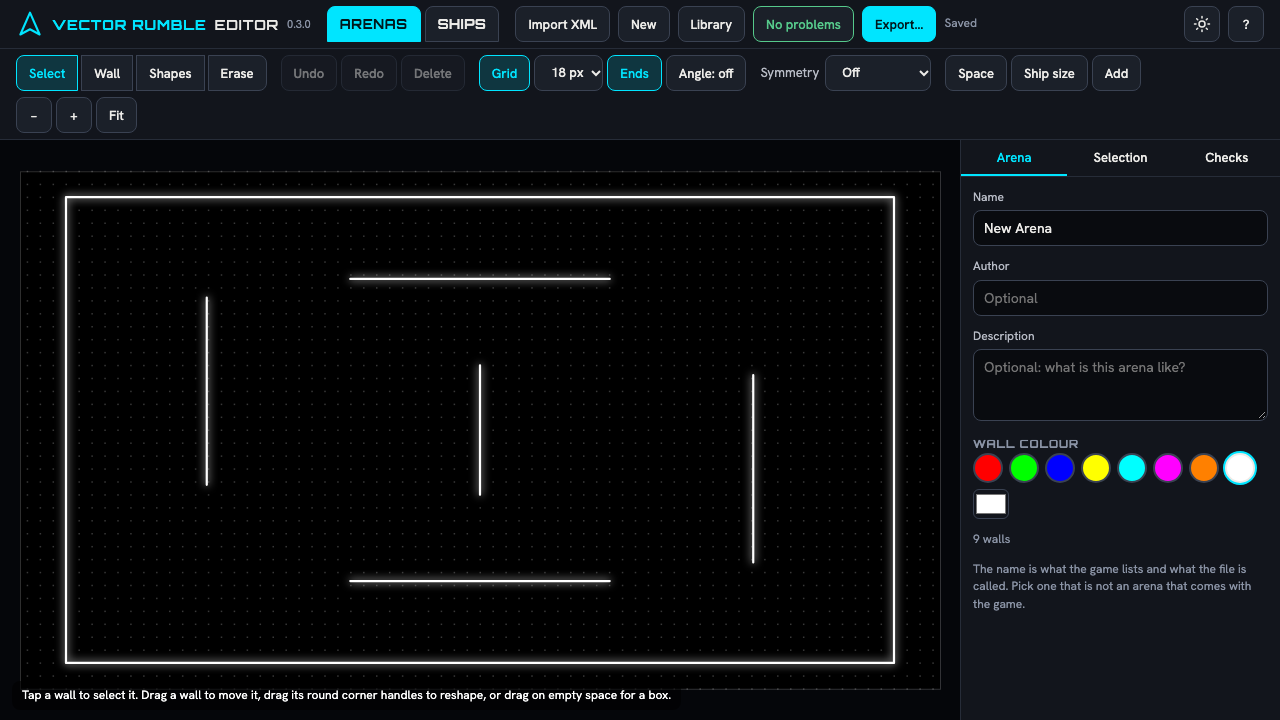 VECTOR RUMBLE EDITOR 0.3.0 ARENAS SHIPS Import XML New Library No problems Export... Saved ?
Select Wall Shapes Erase Undo Redo Delete Grid 18 px Ends Angle: off Symmetry Off Space Ship size Add
− + Fit
Arena Selection Checks
Name
New Arena
Author
Optional
Description
Optional: what is this arena like?
WALL COLOUR
9 walls
The name is what the game lists and what the file is
called. Pick one that is not an arena that comes with
the game.
Tap a wall to select it. Drag a wall to move it, drag its round corner handles to reshape, or drag on empty space for a box.